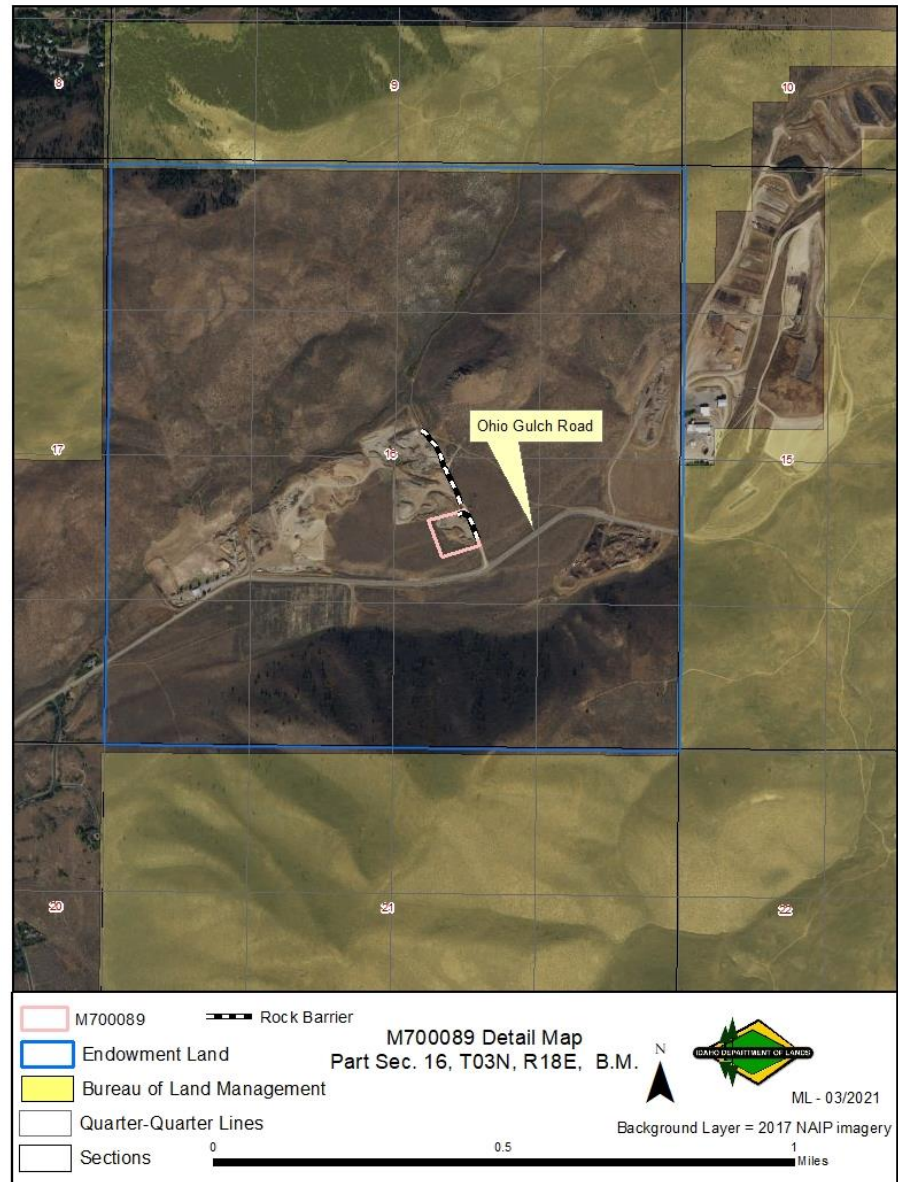 8
9
10
Ohio Gulch Road
17
16
15
20
21
22
M700089
Rock Barrier
Endowment Land
Bureau of Land Management
Quarter-Quarter Lines
Sections
M700089 Detail Map
Part Sec. 16, T03N, R18E, B.M.
N
IDAHO DEPARTMENT OF LANDS
ML - 03/2021
Background Layer = 2017 NAIP imagery
0 0.5 1
Miles